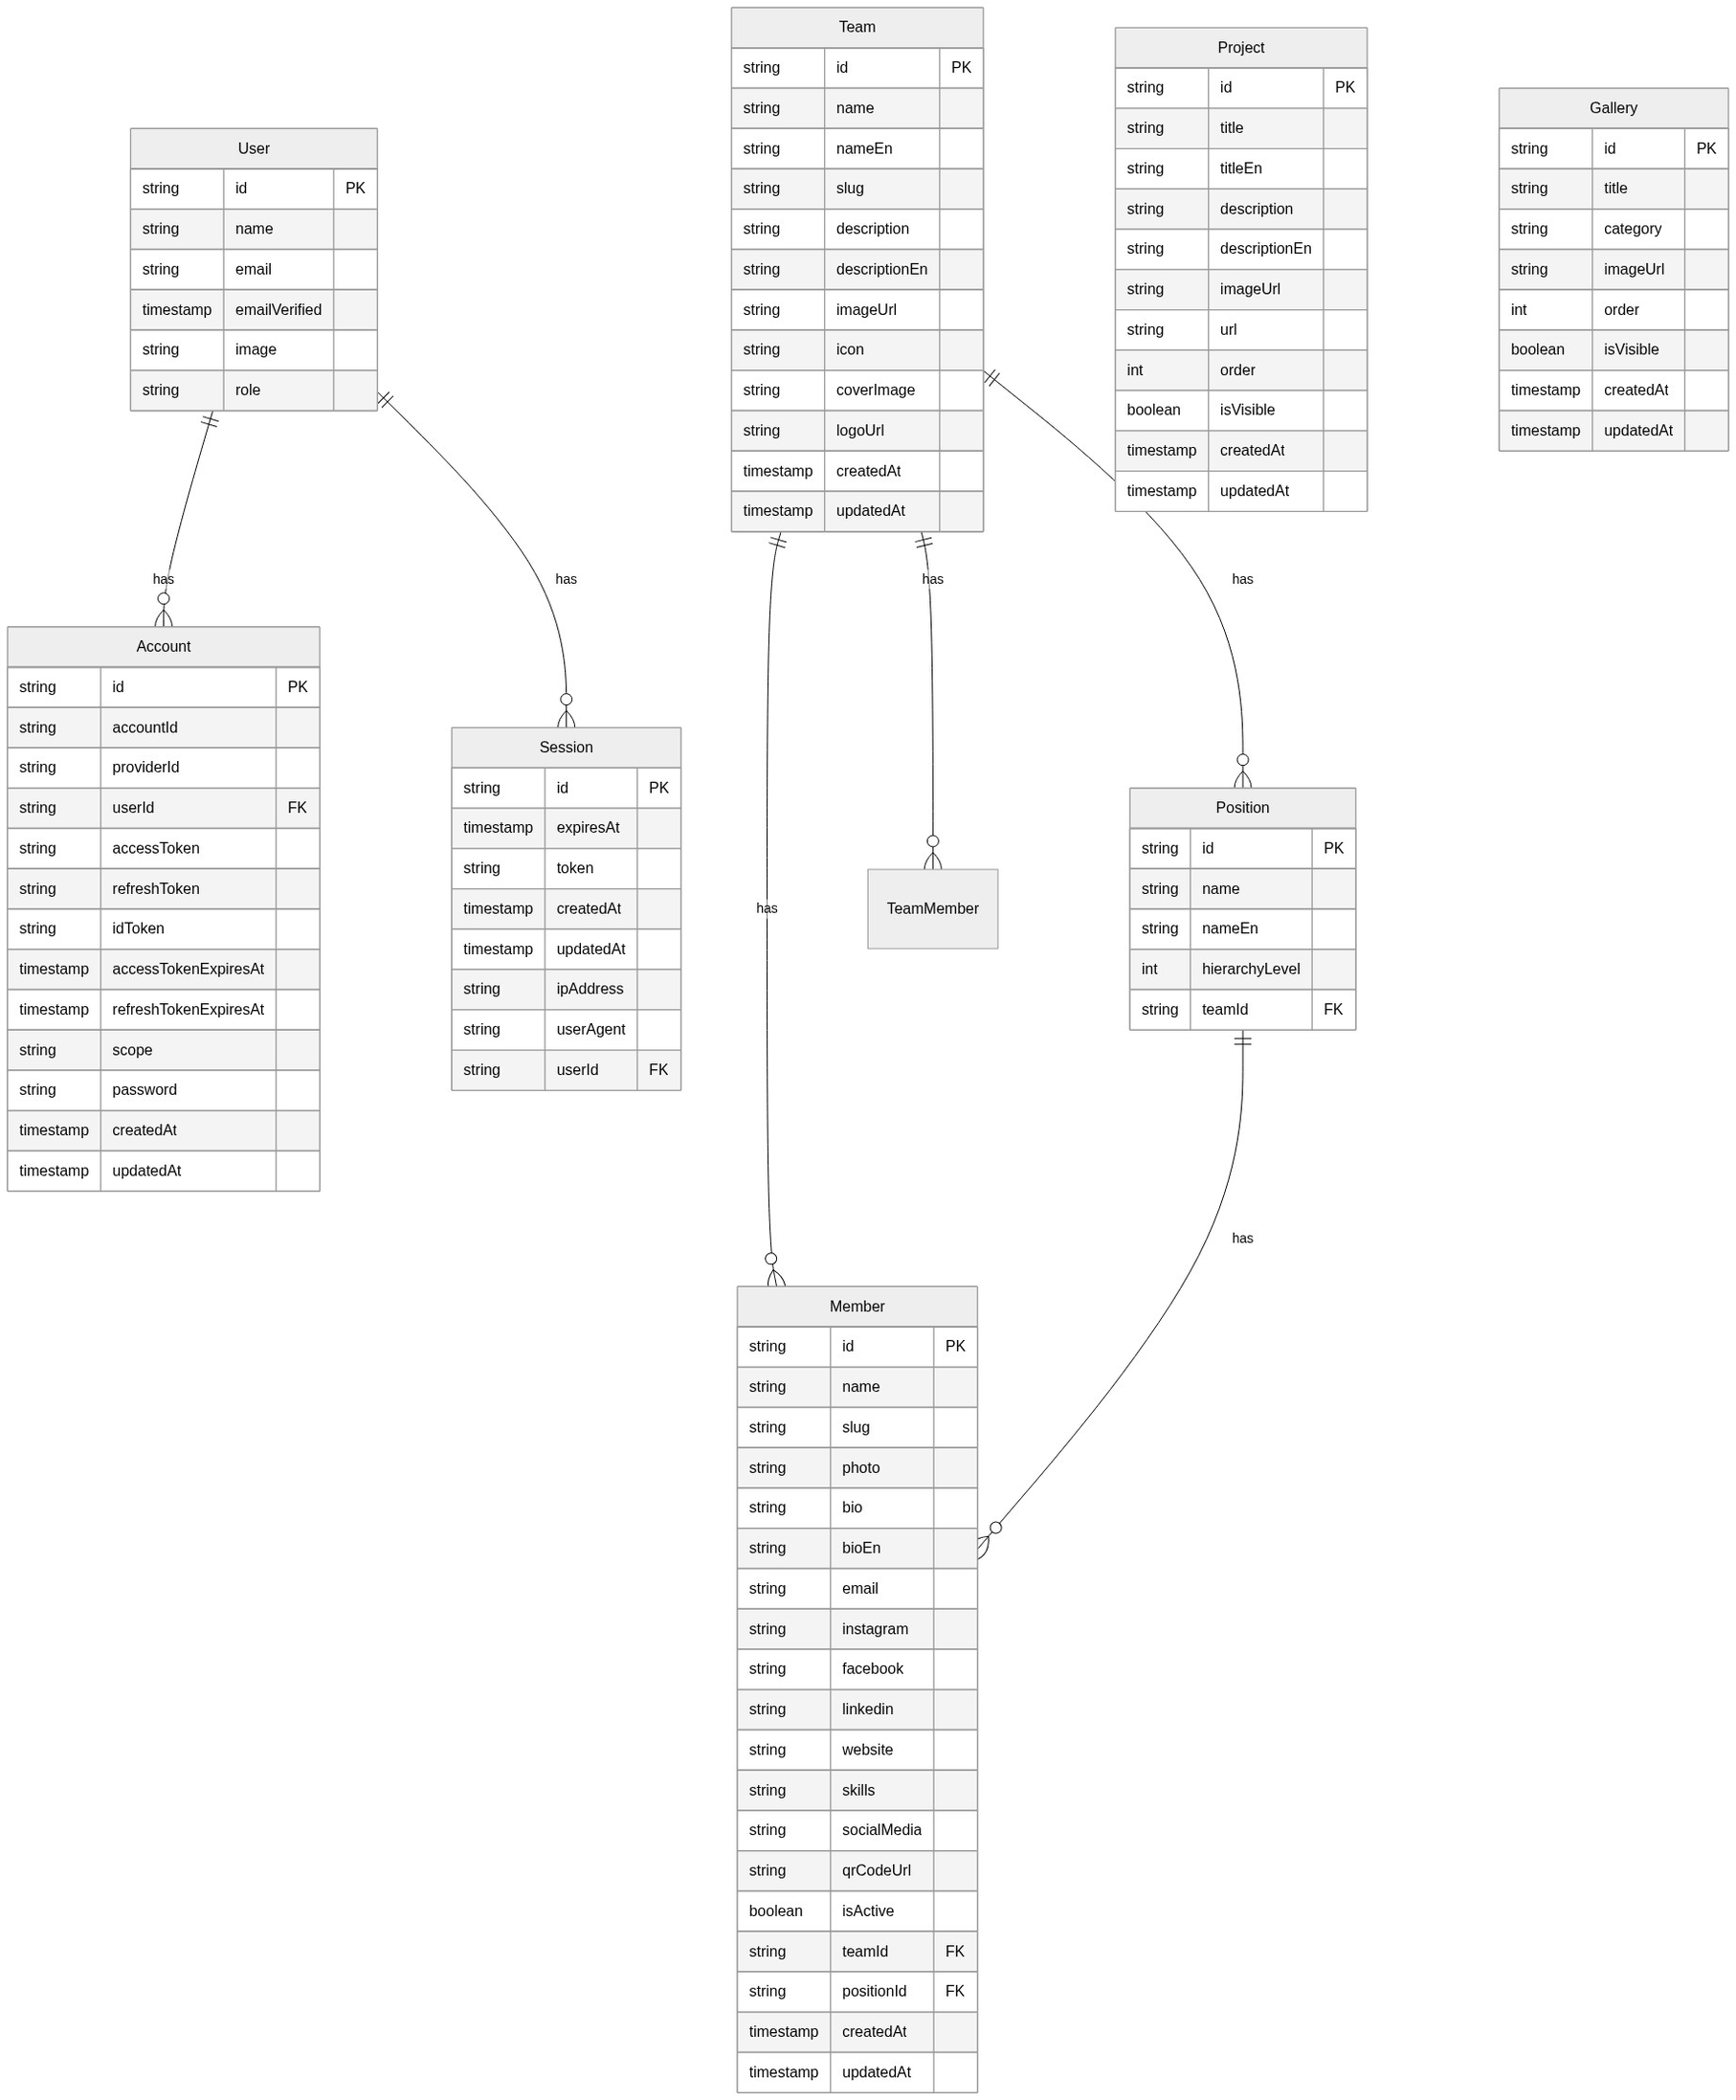 User
string id PK
string name
string email
timestamp emailVerified
string image
string role
Team
string id PK
string name
string nameEn
string slug
string description
string descriptionEn
string imageUrl
string icon
string coverImage
string logoUrl
timestamp createdAt
timestamp updatedAt
Project
string id PK
string title
string titleEn
string description
string descriptionEn
string imageUrl
string url
int order
boolean isVisible
timestamp createdAt
timestamp updatedAt
Gallery
string id PK
string title
string category
string imageUrl
int order
boolean isVisible
timestamp createdAt
timestamp updatedAt
has
has
has
has
Account
string id PK
string accountId
string providerId
string userId FK
string accessToken
string refreshToken
string idToken
timestamp accessTokenExpiresAt
timestamp refreshTokenExpiresAt
string scope
string password
timestamp createdAt
timestamp updatedAt
Session
string id PK
timestamp expiresAt
string token
timestamp createdAt
timestamp updatedAt
string ipAddress
string userAgent
string userId FK
has
TeamMember
Position
string id PK
string name
string nameEn
int hierarchyLevel
string teamId FK
has
Member
string id PK
string name
string slug
string photo
string bio
string bioEn
string email
string instagram
string facebook
string linkedin
string website
string skills
string socialMedia
string qrCodeUrl
boolean isActive
string teamId FK
string positionId FK
timestamp createdAt
timestamp updatedAt